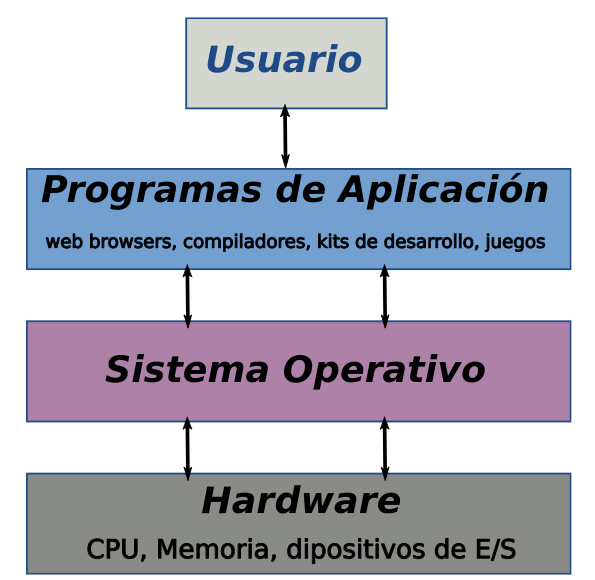 Usuario
Programas de Aplicación
web browsers, compiladores, kits de desarrollo, juegos
Sistema Operativo
Hardware
CPU, Memoria, dipositivos de E/S